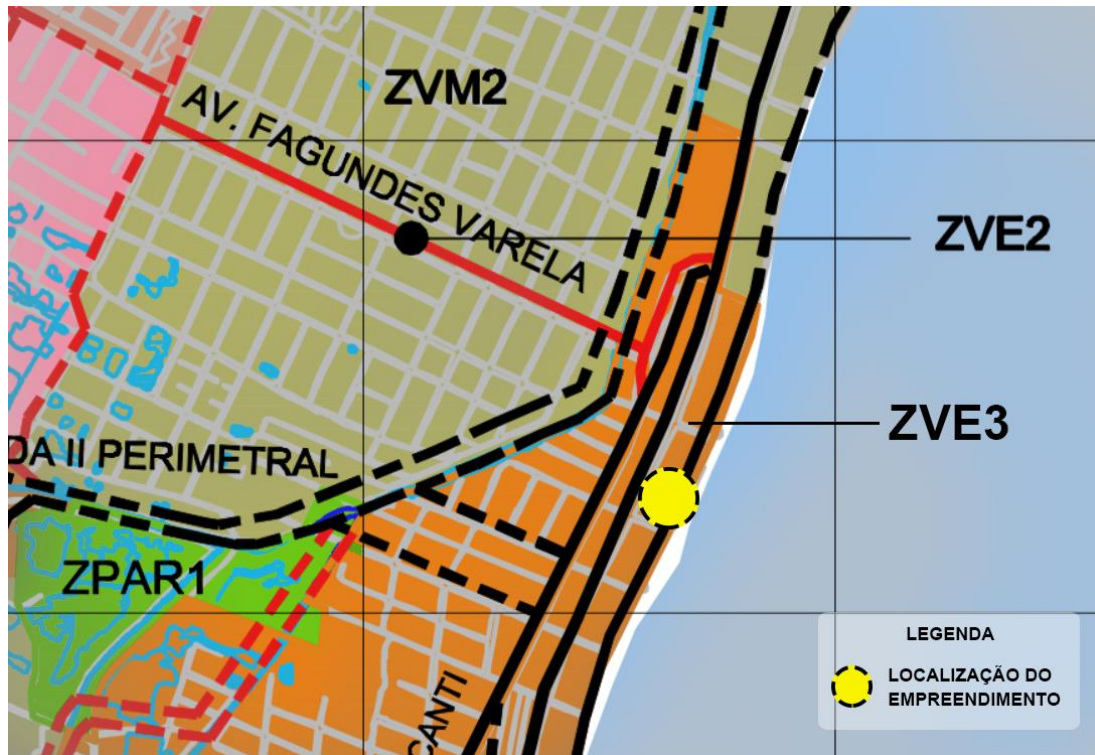 ZVM2
AV. FAGUNDES VARELA
ZVE2
ZVE3
DA II PERIMETRAL
ZPAR1
CANTI
LEGENDA
LOCALIZAÇÃO DO
EMPREENDIMENTO